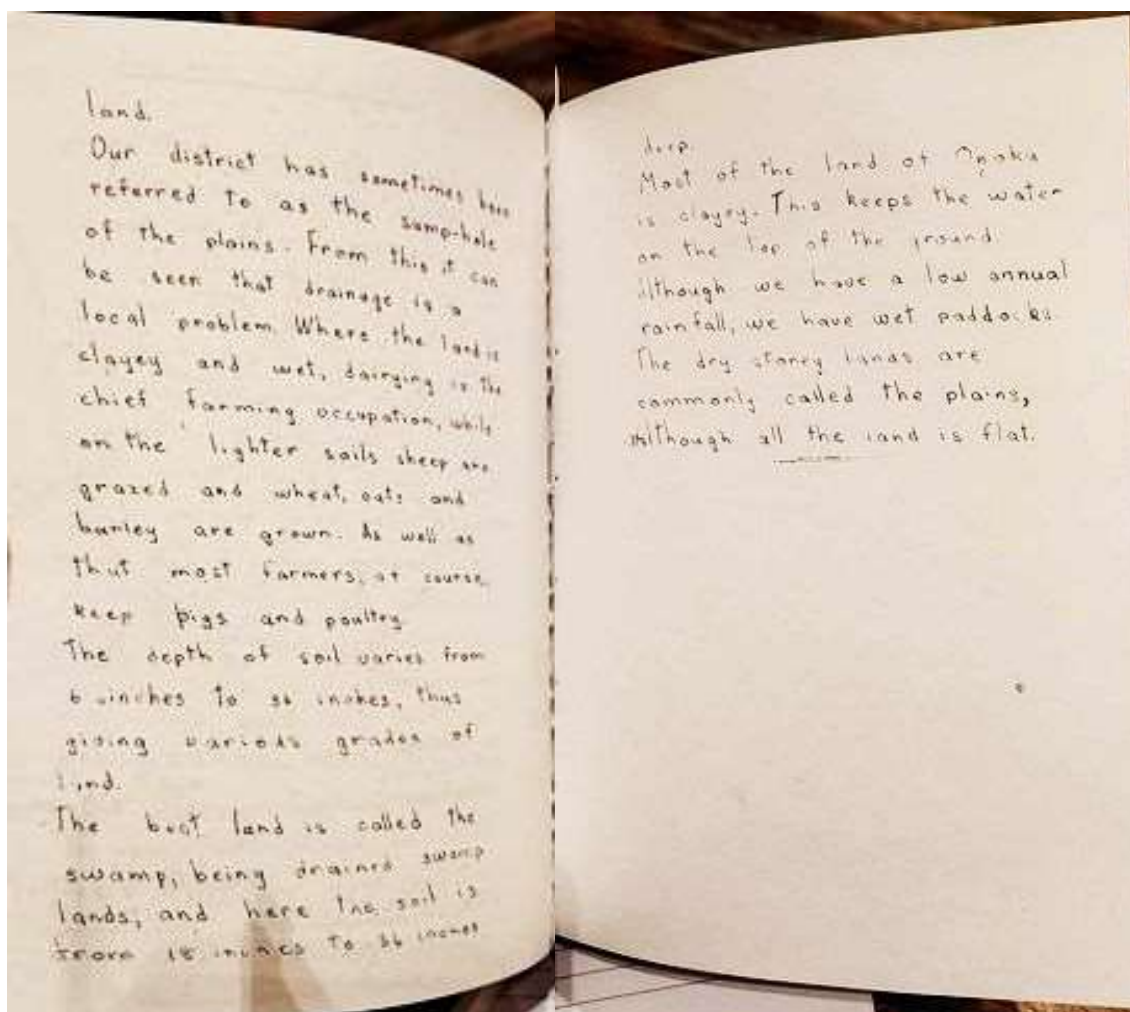 land.
Our district has sometimes been
referred to as the sump-hole
of the plains. From this it can
be seen that drainage is a
local problem. Where the land is
clayey and wet, dairying is the
chief farming occupation, while
on the lighter soils sheep are
grazed and wheat, oats and
barley are grown. As well as
that most farmers, of course,
keep pigs and poultry
The depth of soil varies from
6 inches to 36 inches, thus
giving various grades of
land.
The best land is called the
swamp, being drained swamp
lands, and here the soil is
from 18 inches to 36 inches
deep.
Most of the land of
is clayey. This keeps the water
on the top of the ground.
Although we have a low annual
rainfall, we have wet paddocks.
The dry stoney lands are
commonly called the plains,
Although all the land is flat.